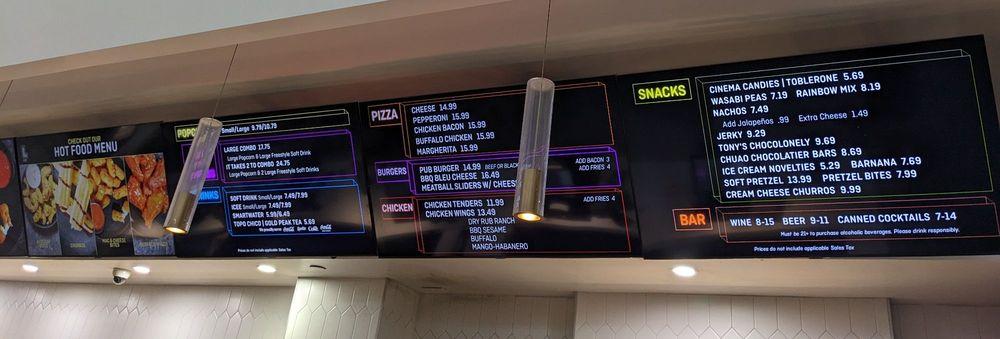 CHECK OUT OUR
HOT FOOD MENU
MAC & CHEESE
BITES
Small/Large 9.79/10.79
LARGE COMBO 17.75
Large Popcorn & Large Freestyle Soft Drink
IT TAKES 2 TO COMBO 24.75
Large Popcorn & 2 Large Freestyle Soft Drink
SOFT DRINK Small/Large 7.49/7.99
ICEE Small/Large 7.49/7.99
SMARTWATER 5.99/6.49
TOPO CHICO | GOLD PEAK TEA 5.69
Prices do not include applicable Sales Tax
PIZZA
CHEESE 14.99
PEPPERONI 15.99
CHICKEN BACON 15.99
BUFFALO CHICKEN 15.99
MARGHERITA 15.99
BURGERS
PUB BURGER 14.99 BEEF OR BLACK
BBQ BLEU CHEESE 16.49
MEATBALL SLIDERS W/ CHEESE
ADD BACON 3
ADD FRIES 4
CHICKEN
CHICKEN TENDERS 11.99
CHICKEN WINGS 13.49
DRY RUB RANCH
BBQ SESAME
BUFFALO
MANGO-HABANERO
ADD FRIES 4
SNACKS
CINEMA CANDIES | TOBLERONE 5.69
WASABI PEAS 7.19 RAINBOW MIX 8.19
NACHOS 7.49
Add Jalapeños .99 Extra Cheese 1.49
JERKY 9.29
TONY'S CHOCOLONELY 9.69
CHUAO CHOCOLATIER BARS 8.69
ICE CREAM NOVELTIES 5.29 BARNANA 7.69
SOFT PRETZEL 13.99 PRETZEL BITES 7.99
CREAM CHEESE CHURROS 9.99
BAR
WINE 8-15 BEER 9-11 CANNED COCKTAILS 7-14
Must be 21+ to purchase alcoholic beverages. Please drink responsibly.
Prices do not include applicable Sales Tax